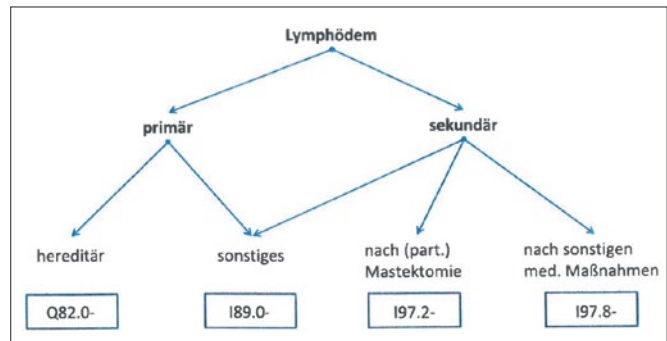 Lymphödem
primär
sekundär
hereditär
sonstiges
nach (part.)
Mastektomie
nach sonstigen
med. Maßnahmen
Q82.0-
I89.0-
I97.2-
I97.8-